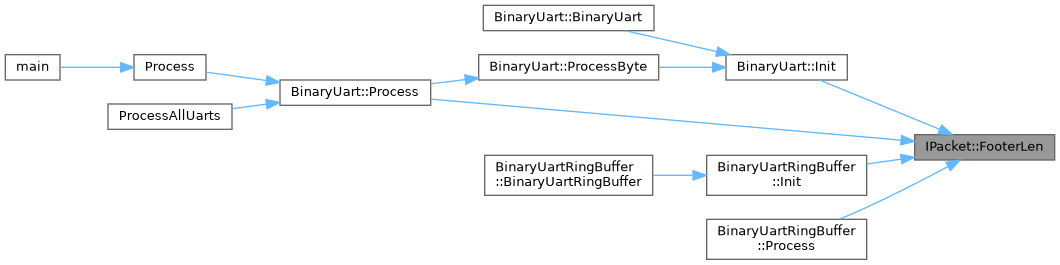 BinaryUart::BinaryUart
main
Process
BinaryUart::ProcessByte
BinaryUart::Init
BinaryUart::Process
ProcessAllUarts
IPacket::FooterLen
BinaryUartRingBuffer
::BinaryUartRingBuffer
BinaryUartRingBuffer
::Init
BinaryUartRingBuffer
::Process